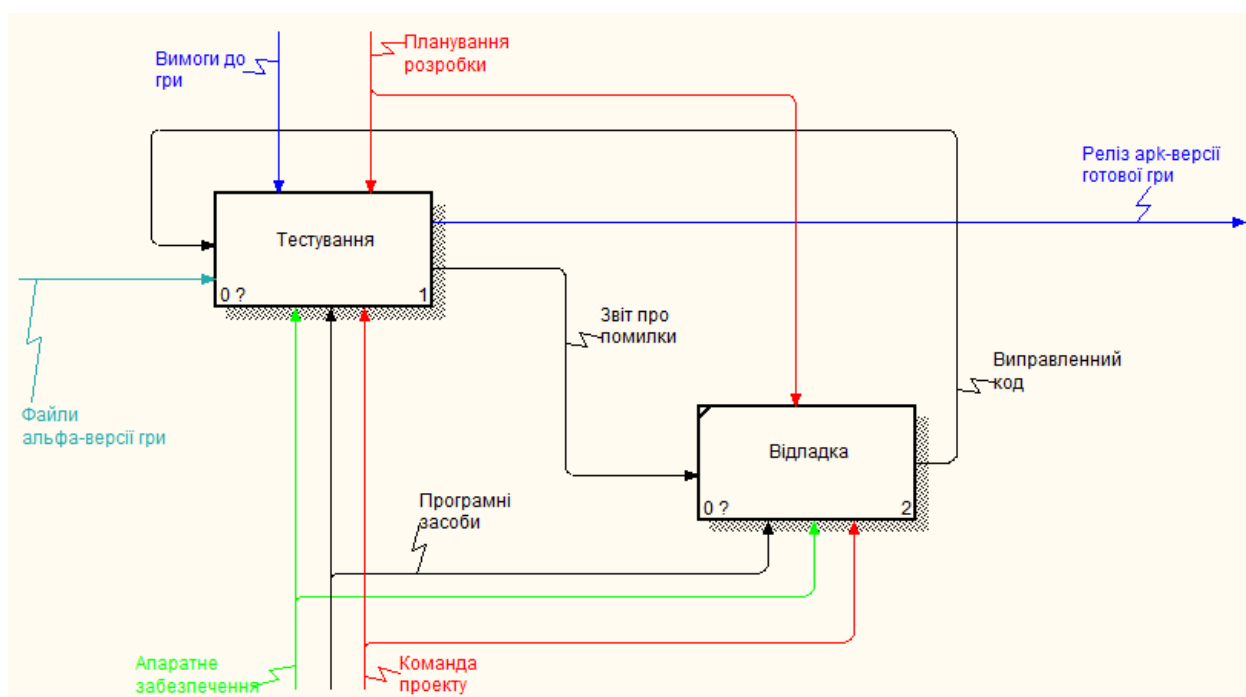 Вимоги до
гри
Планування
розробки
Реліз apk-версії
готової гри
Тестування
0 ?
1
Файли
альфа-версії гри
Звіт про
помилки
Виправленний
код
Відладка
0 ?
2
Програмні
засоби
Апаратне
забезпечення
Команда
проекту